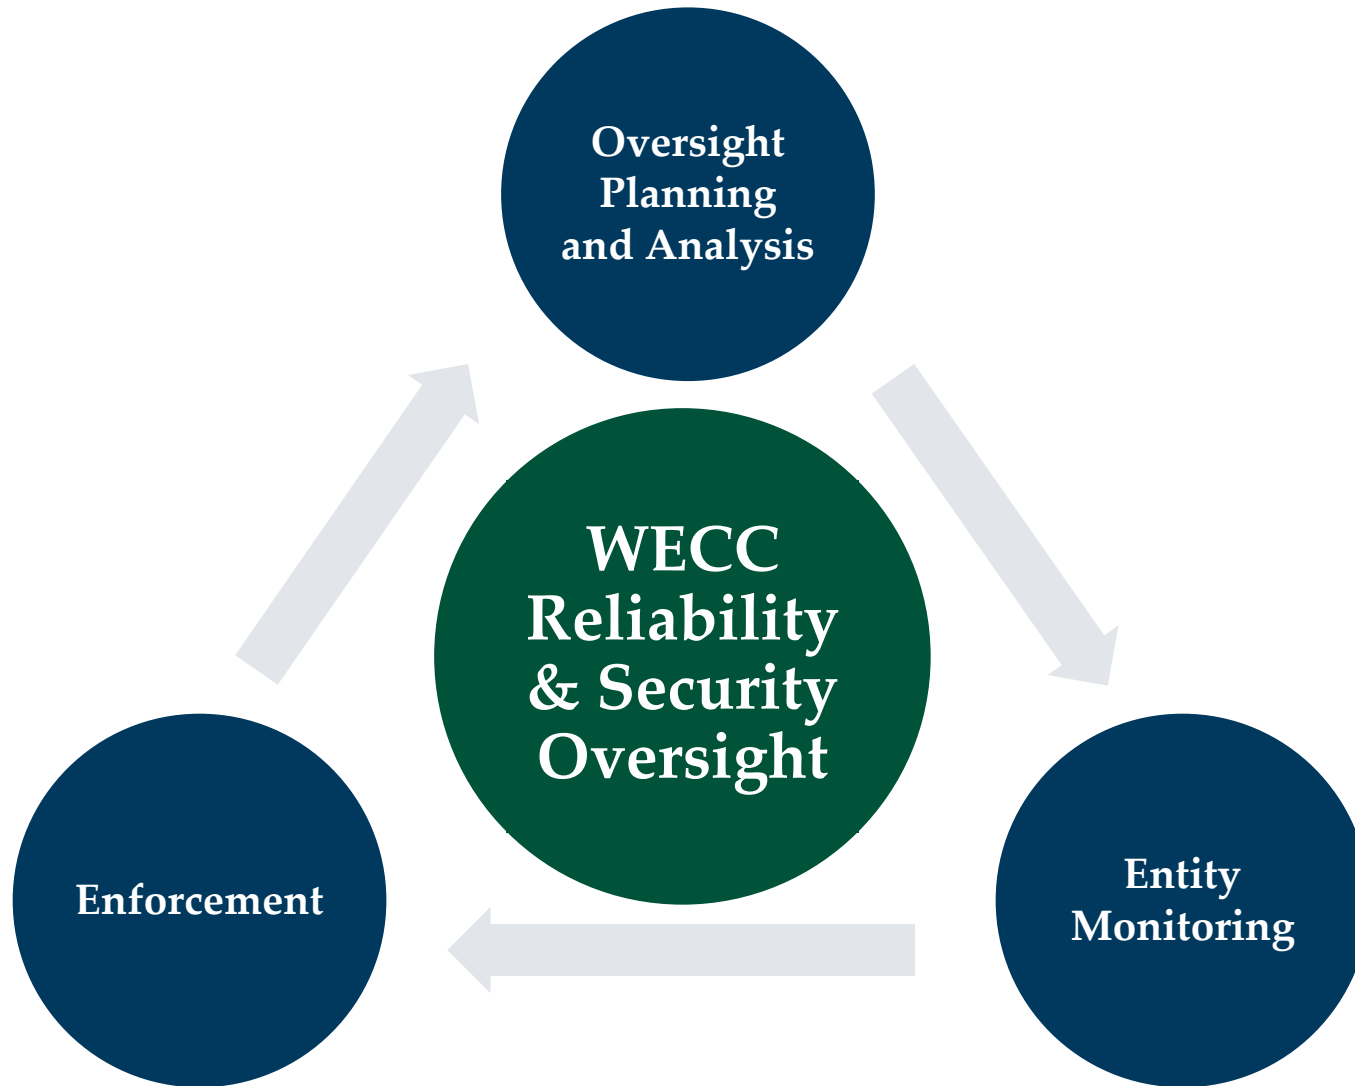 Oversight
Planning
and Analysis
WECC
Reliability
& Security
Oversight
Enforcement
Entity
Monitoring